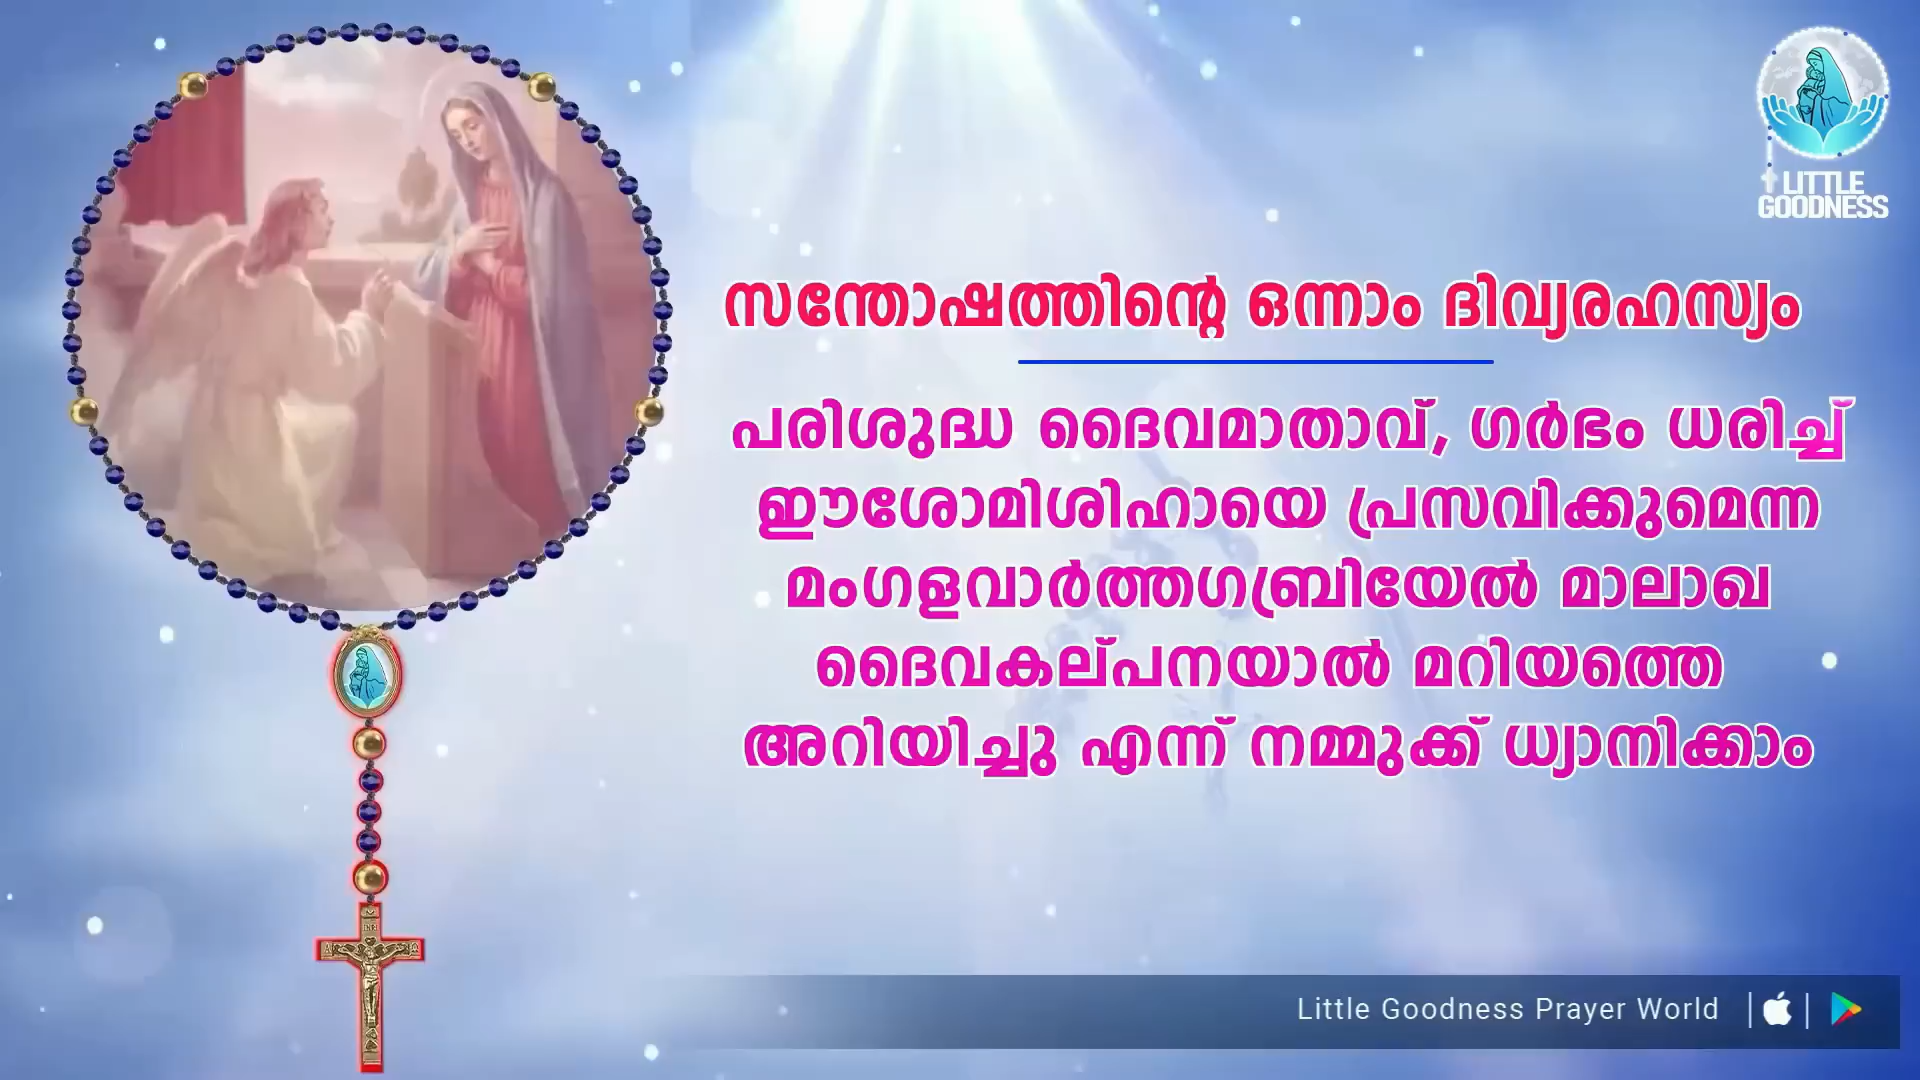 LITTLE
GOODNESS
സന്തോഷത്തിന്റെ ഒന്നാം ദിവ്യരഹസ്യം
പരിശുദ്ധ ദൈവമാതാവ്, ഗർഭം ധരിച്ച്
ഈശോമിശിഹായെ പ്രസവിക്കുമെന്ന
മംഗളവാർത്തഗബ്രിയേൽ മാലാഖ
ദൈവകല്പനയാൽ മറിയത്തെ
അറിയിച്ചു എന്ന് നമ്മുക്ക് ധ്യാനിക്കാം
INRI
Little Goodness Prayer World